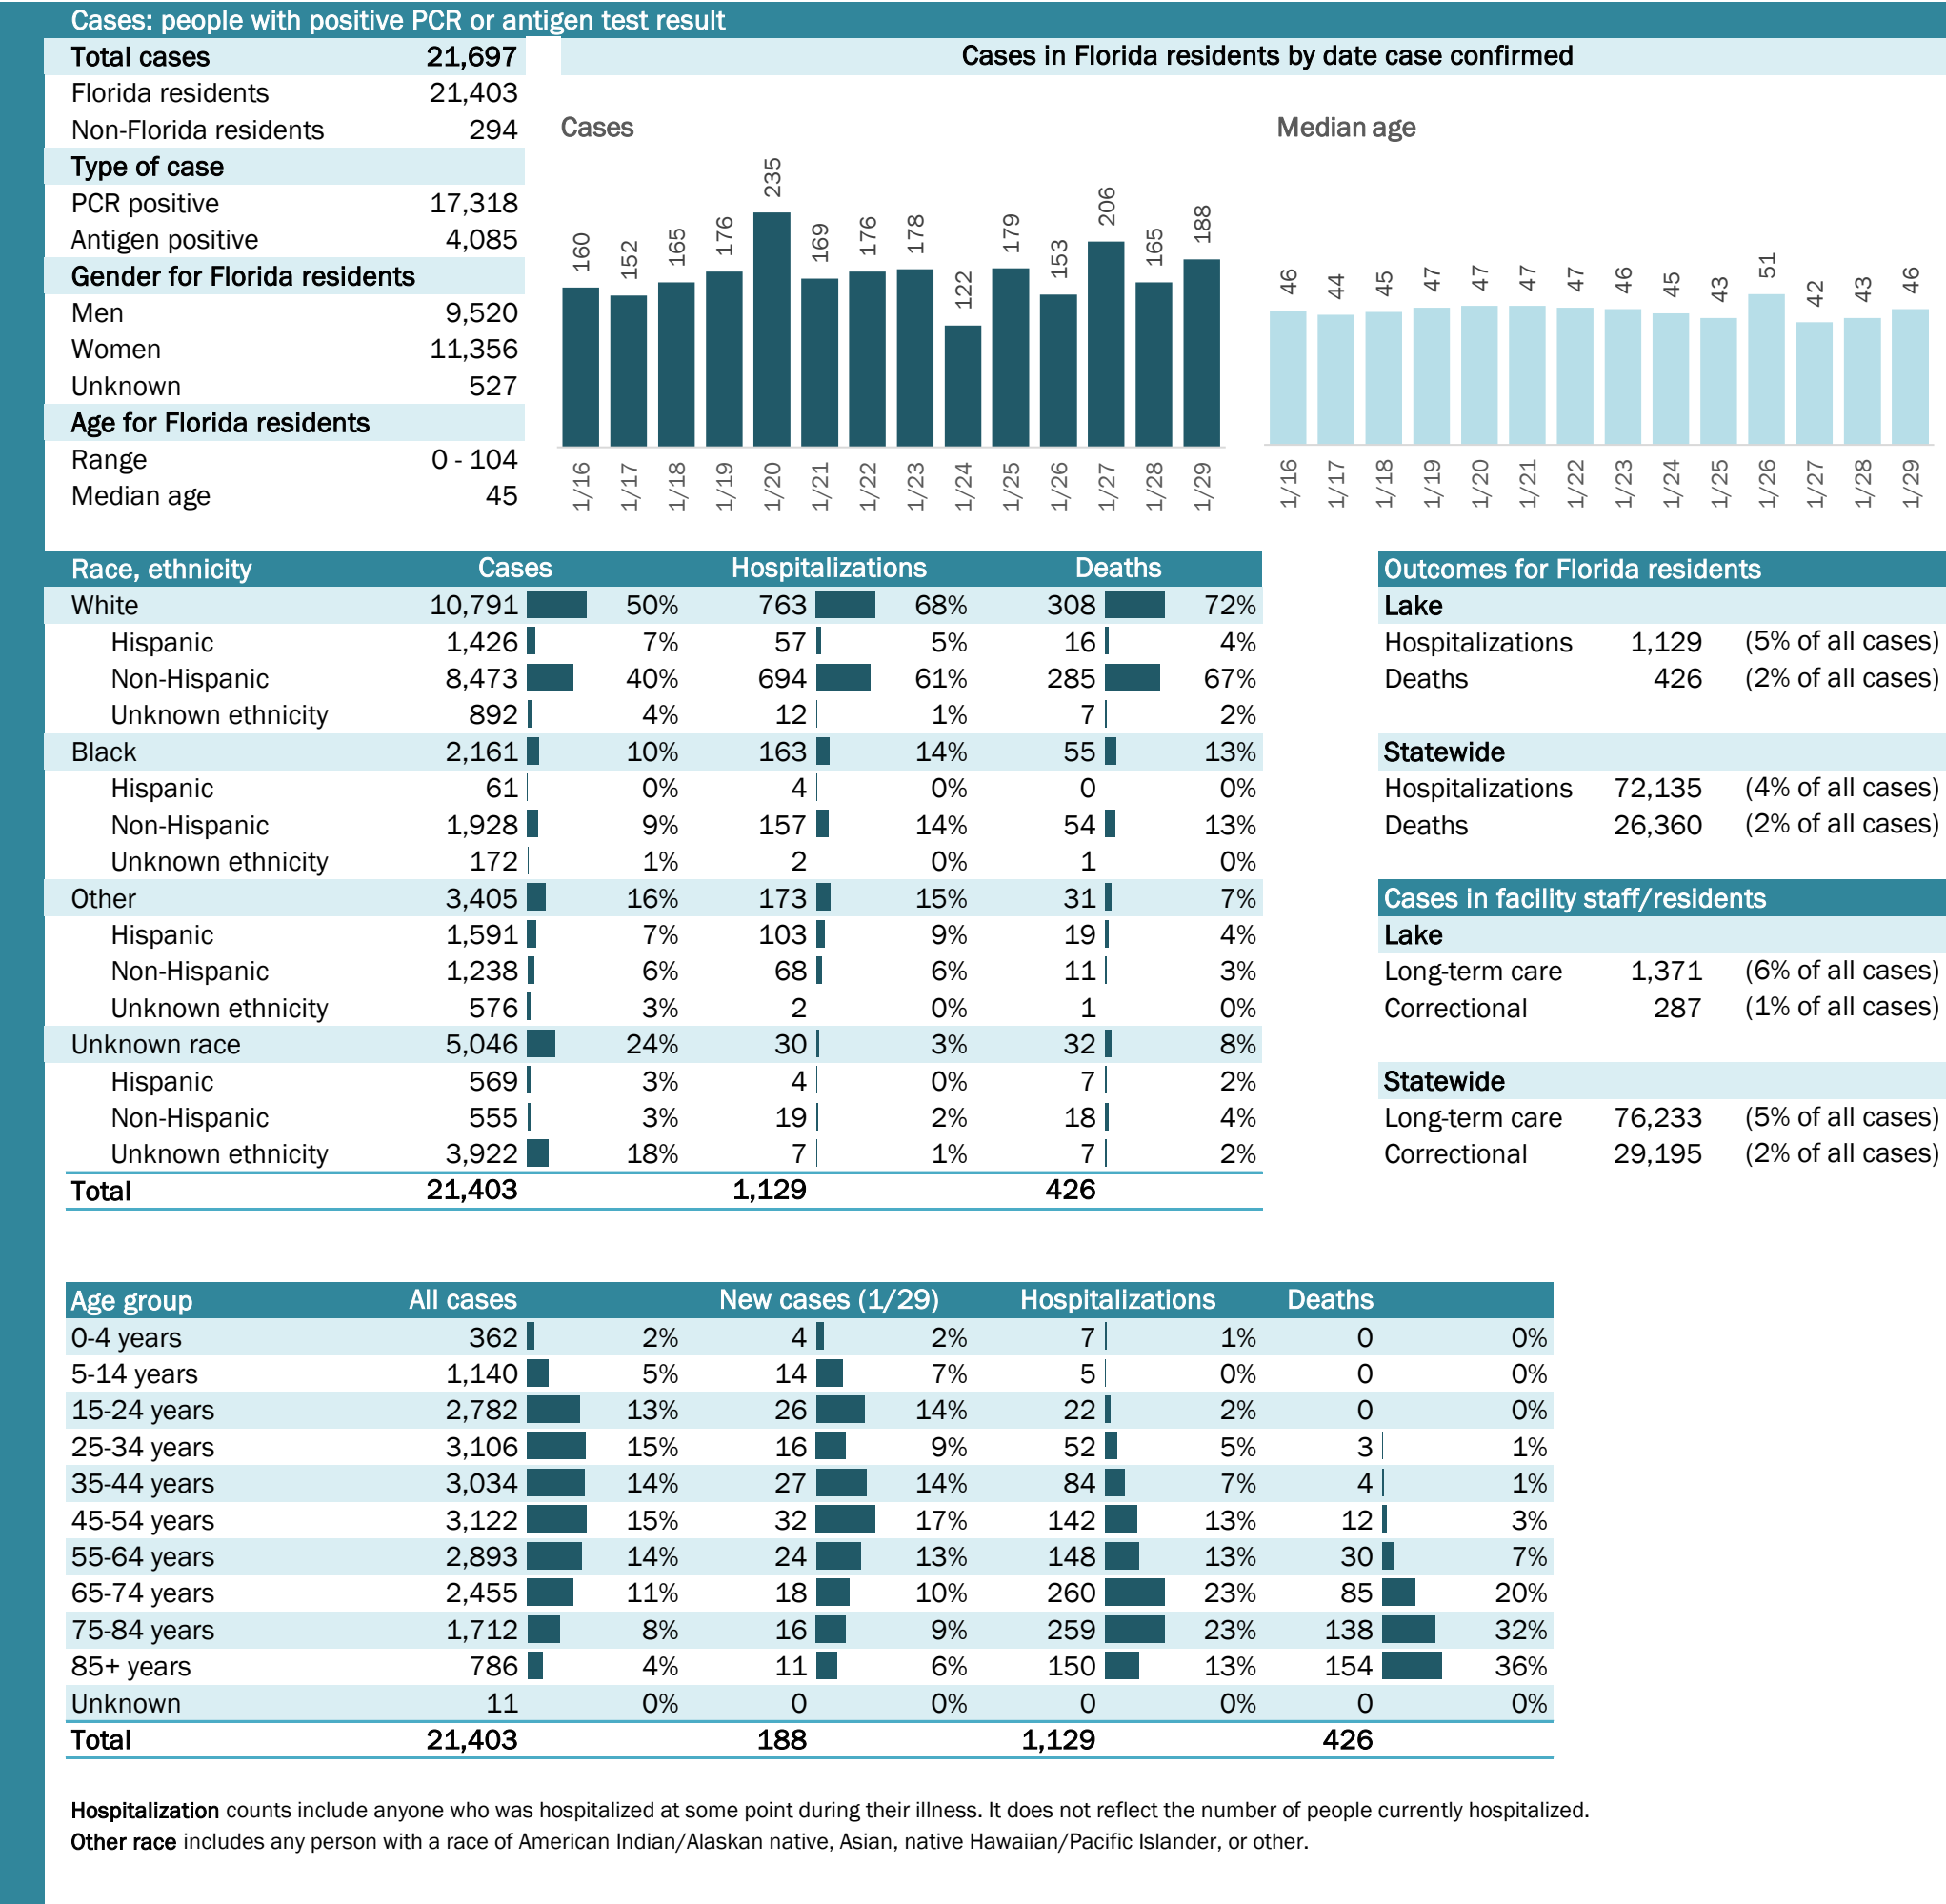 Cases: people with positive PCR or antigen test result
Total cases 21,697
Florida residents 21,403
Non-Florida residents 294
Type of case
PCR positive 17,318
Antigen positive 4,085
Gender for Florida residents
Men 9,520
Women 11,356
Unknown 527
Age for Florida residents
Range 0 - 104
Median age 45
Cases in Florida residents by date case confirmed
Cases
160 152 165 176 235 169 176 178 122 179 153 206 165 188
1/16 1/17 1/18 1/19 1/20 1/21 1/22 1/23 1/24 1/25 1/26 1/27 1/28 1/29
Median age
46 44 45 47 47 47 47 46 45 43 51 42 43 46
1/16 1/17 1/18 1/19 1/20 1/21 1/22 1/23 1/24 1/25 1/26 1/27 1/28 1/29
Race, ethnicity Cases Hospitalizations Deaths
White 10,791 50% 763 68% 308 72%
Hispanic 1,426 7% 57 5% 16 4%
Non-Hispanic 8,473 40% 694 61% 285 67%
Unknown ethnicity 892 4% 12 1% 7 2%
Black 2,161 10% 163 14% 55 13%
Hispanic 61 0% 4 0% 0 0%
Non-Hispanic 1,928 9% 157 14% 54 13%
Unknown ethnicity 172 1% 2 0% 1 0%
Other 3,405 16% 173 15% 31 7%
Hispanic 1,591 7% 103 9% 19 4%
Non-Hispanic 1,238 6% 68 6% 11 3%
Unknown ethnicity 576 3% 2 0% 1 0%
Unknown race 5,046 24% 30 3% 32 8%
Hispanic 569 3% 4 0% 7 2%
Non-Hispanic 555 3% 19 2% 18 4%
Unknown ethnicity 3,922 18% 7 1% 7 2%
Total 21,403 1,129 426
Outcomes for Florida residents
Lake
Hospitalizations 1,129 (5% of all cases)
Deaths 426 (2% of all cases)
Statewide
Hospitalizations 72,135 (4% of all cases)
Deaths 26,360 (2% of all cases)
Cases in facility staff/residents
Lake
Long-term care 1,371 (6% of all cases)
Correctional 287 (1% of all cases)
Statewide
Long-term care 76,233 (5% of all cases)
Correctional 29,195 (2% of all cases)
Age group All cases New cases (1/29) Hospitalizations Deaths
0-4 years 362 2% 4 2% 7 1% 0 0%
5-14 years 1,140 5% 14 7% 5 0% 0 0%
15-24 years 2,782 13% 26 14% 22 2% 0 0%
25-34 years 3,106 15% 16 9% 52 5% 3 1%
35-44 years 3,034 14% 27 14% 84 7% 4 1%
45-54 years 3,122 15% 32 17% 142 13% 12 3%
55-64 years 2,893 14% 24 13% 148 13% 30 7%
65-74 years 2,455 11% 18 10% 260 23% 85 20%
75-84 years 1,712 8% 16 9% 259 23% 138 32%
85+ years 786 4% 11 6% 150 13% 154 36%
Unknown 11 0% 0 0% 0 0% 0 0%
Total 21,403 188 1,129 426
Hospitalization counts include anyone who was hospitalized at some point during their illness. It does not reflect the number of people currently hospitalized.
Other race includes any person with a race of American Indian/Alaskan native, Asian, native Hawaiian/Pacific Islander, or other.